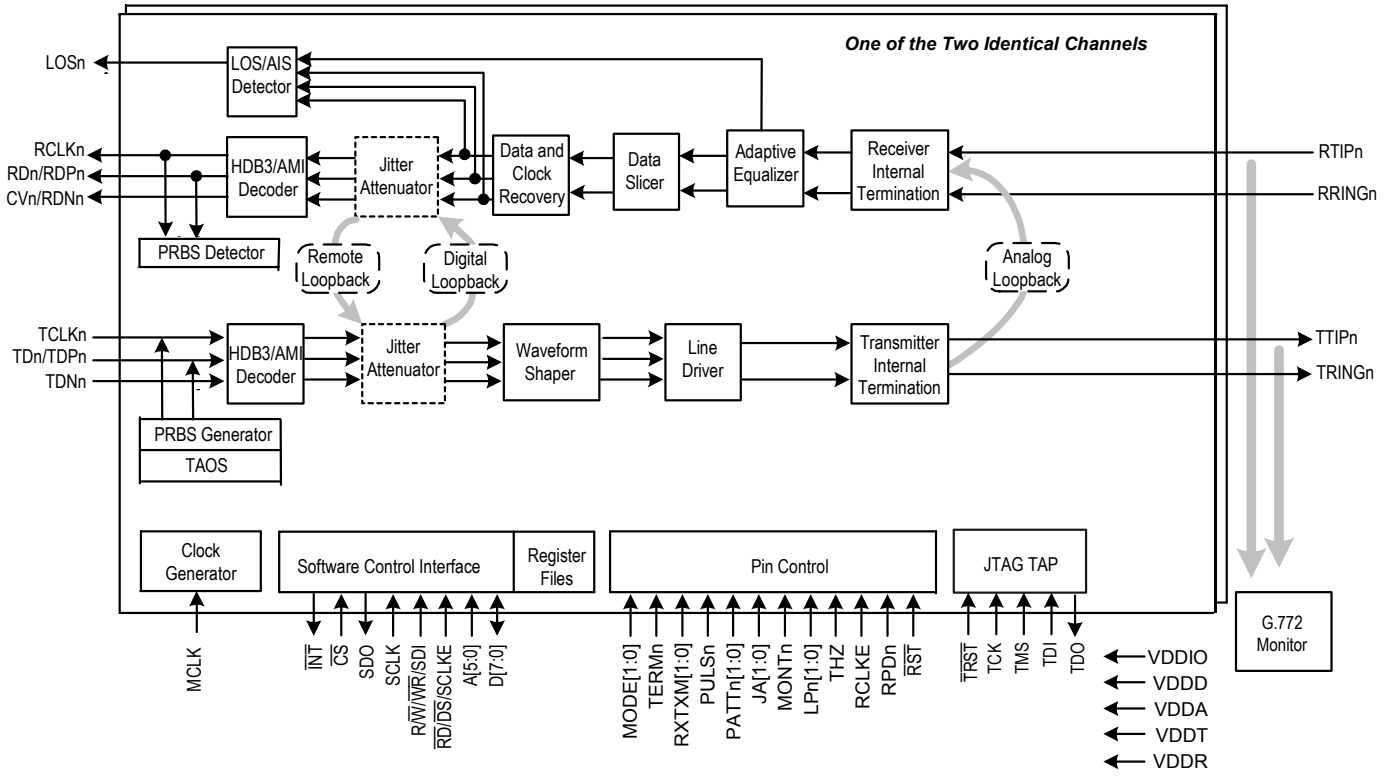 One of the Two Identical Channels
LOSn
LOS/AIS
Detector
RCLKn
RDn/RDPn
CVn/RDNn
HDB3/AMI
Decoder
Jitter
Attenuator
Data and
Clock
Recovery
Data
Slicer
Adaptive
Equalizer
Receiver
Internal
Termination
RTIPn
RRINGn
PRBS Detector
Remote
Loopback
Digital
Loopback
Analog
Loopback
TCLKn
TDn/TDPn
TDNn
HDB3/AMI
Decoder
Jitter
Attenuator
Waveform
Shaper
Line
Driver
Transmitter
Internal
Termination
TTIPn
TRINGn
PRBS Generator
TAOS
Clock
Generator
Software Control Interface
Register
Files
Pin Control
JTAG TAP
G.772
Monitor
MCLK
INT
CS
SDO
SCLK
R/W/WR/SDI
RD/DS/SCLKE
A[5:0]
D[7:0]
MODE[1:0]
TERMn
RXTXM[1:0]
PULSn
PATTn[1:0]
JA[1:0]
MONTn
LPn[1:0]
THZ
RCLKE
RPDn
RST
TRST
TCK
TMS
TDI
TDO
VDDIO
VDDD
VDDA
VDDT
VDDR